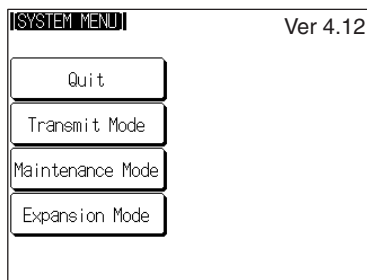 SYSTEM MENU
Ver 4.12
Quit
Transmit Mode
Maintenance Mode
Expansion Mode